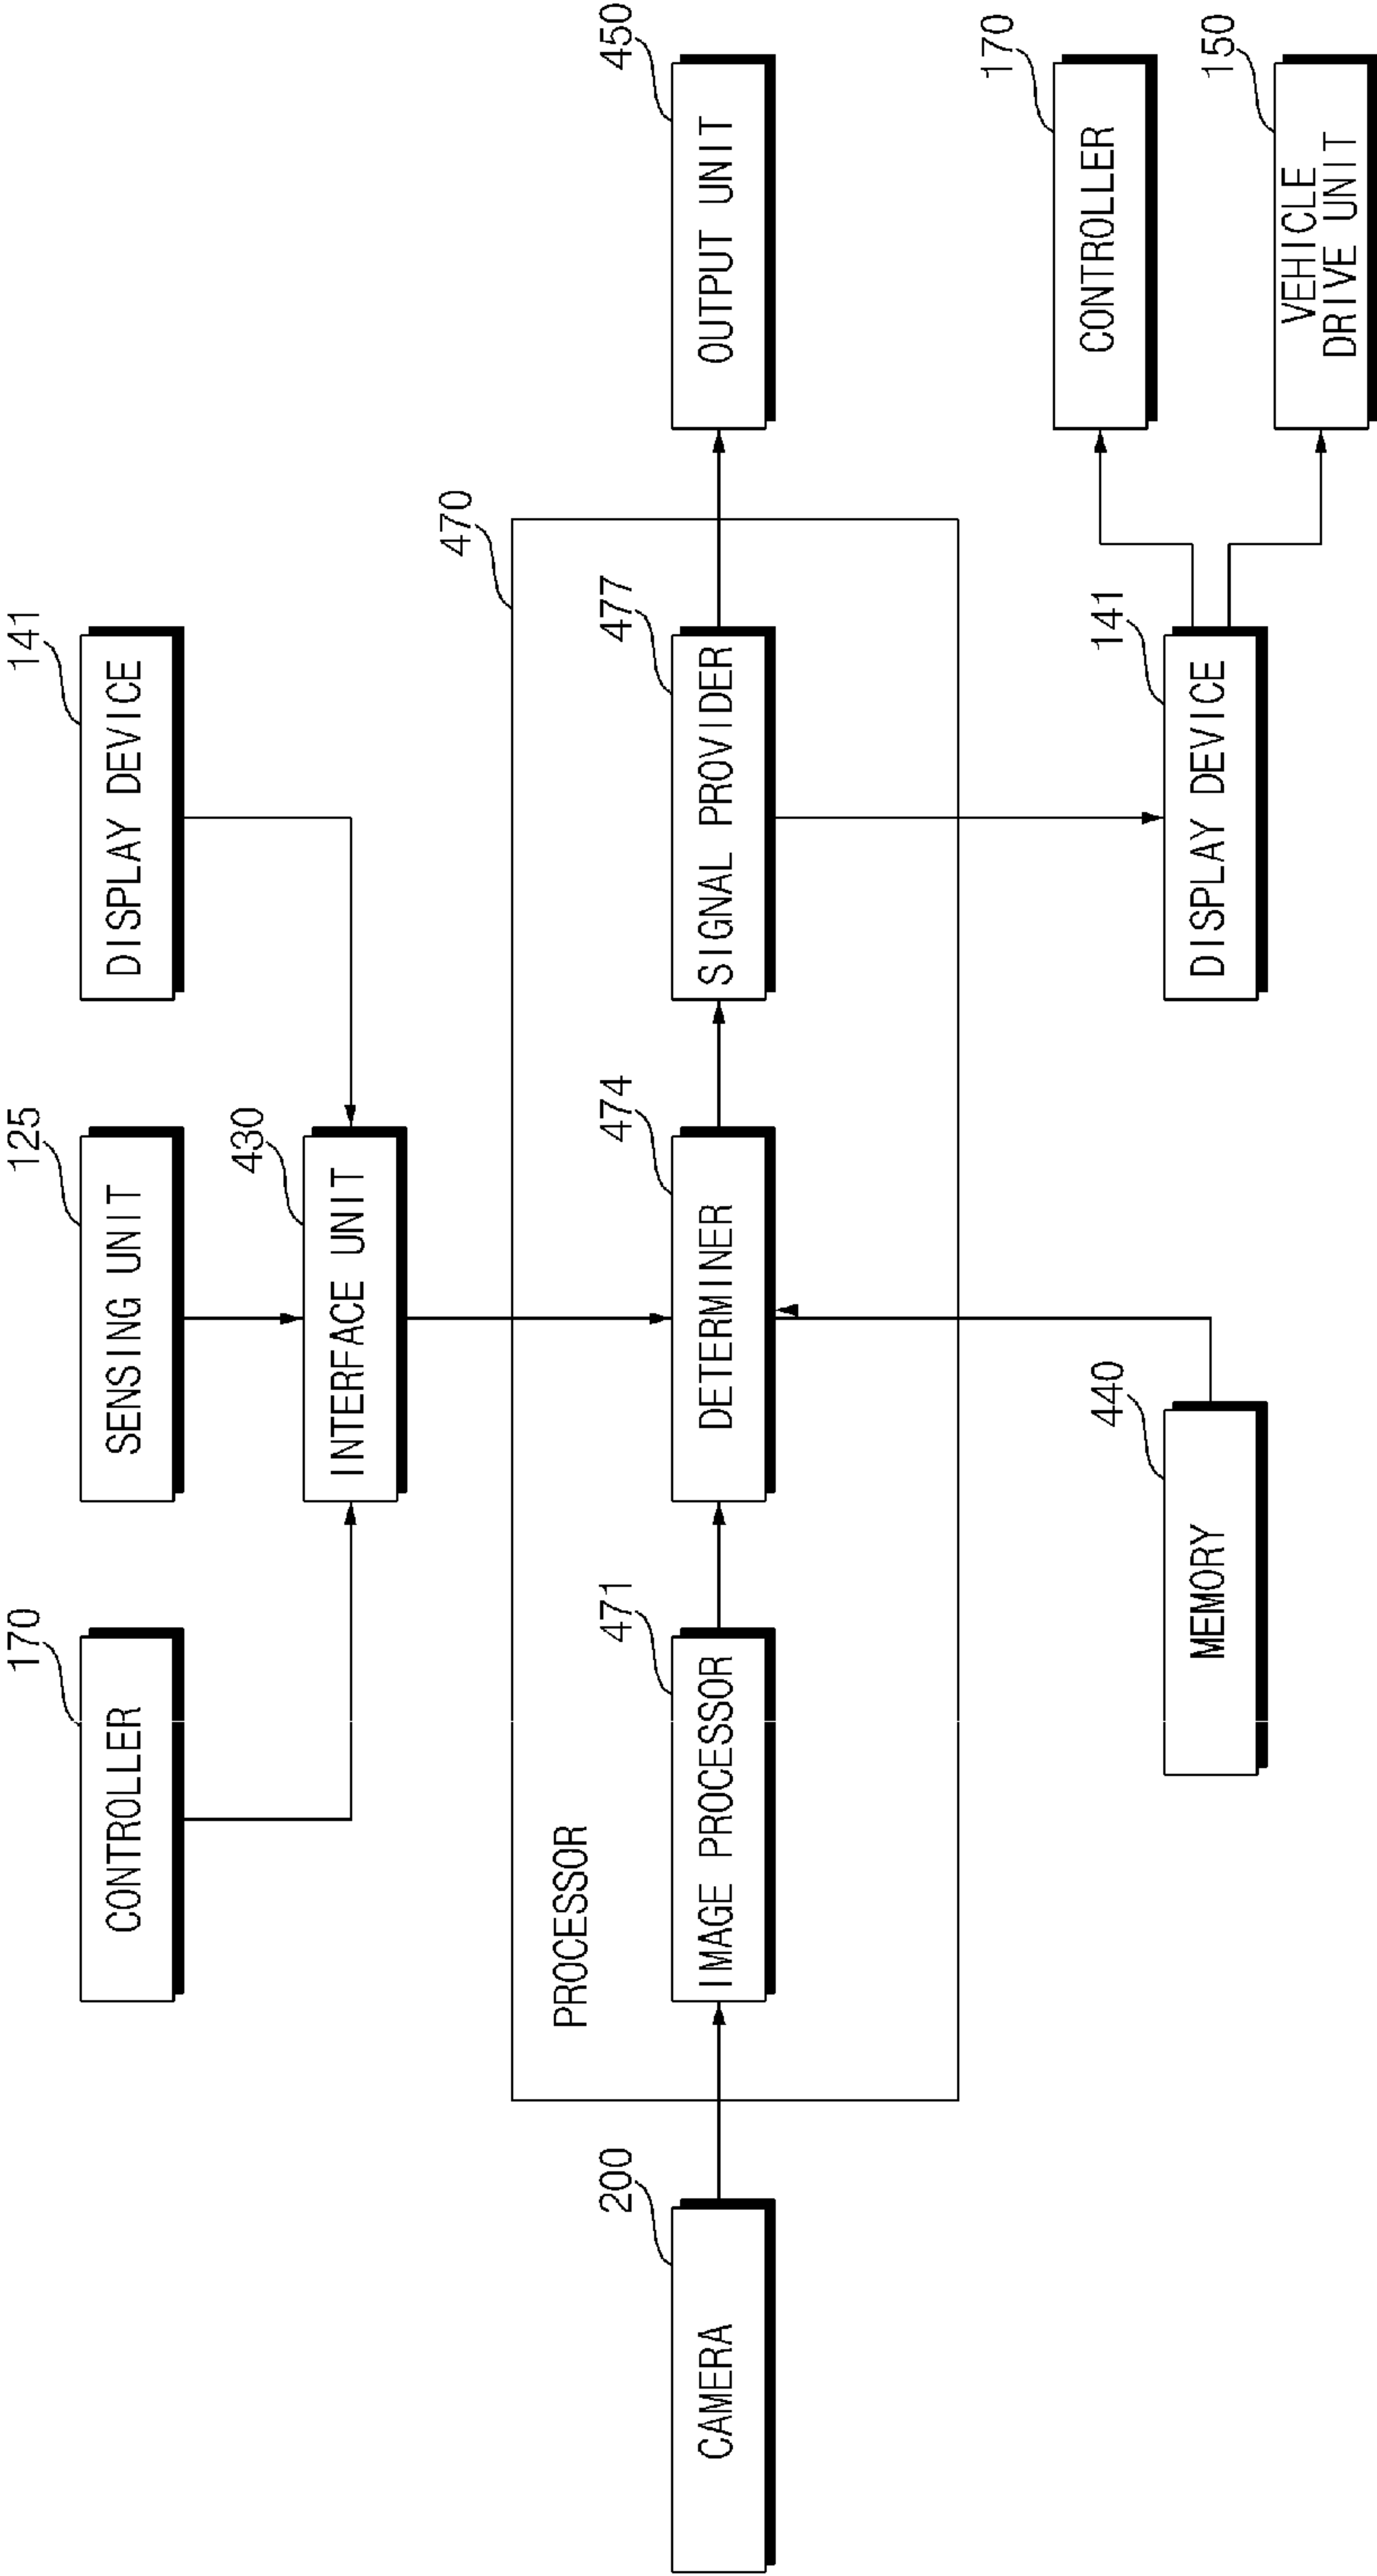 170
CONTROLLER
125
SENSING UNIT
141
DISPLAY DEVICE
430
INTERFACE UNIT
470
PROCESSOR
200
CAMERA
471
IMAGE PROCESSOR
474
DETERMINER
477
SIGNAL PROVIDER
450
OUTPUT UNIT
440
MEMORY
141
DISPLAY DEVICE
170
CONTROLLER
150
VEHICLE
DRIVE UNIT